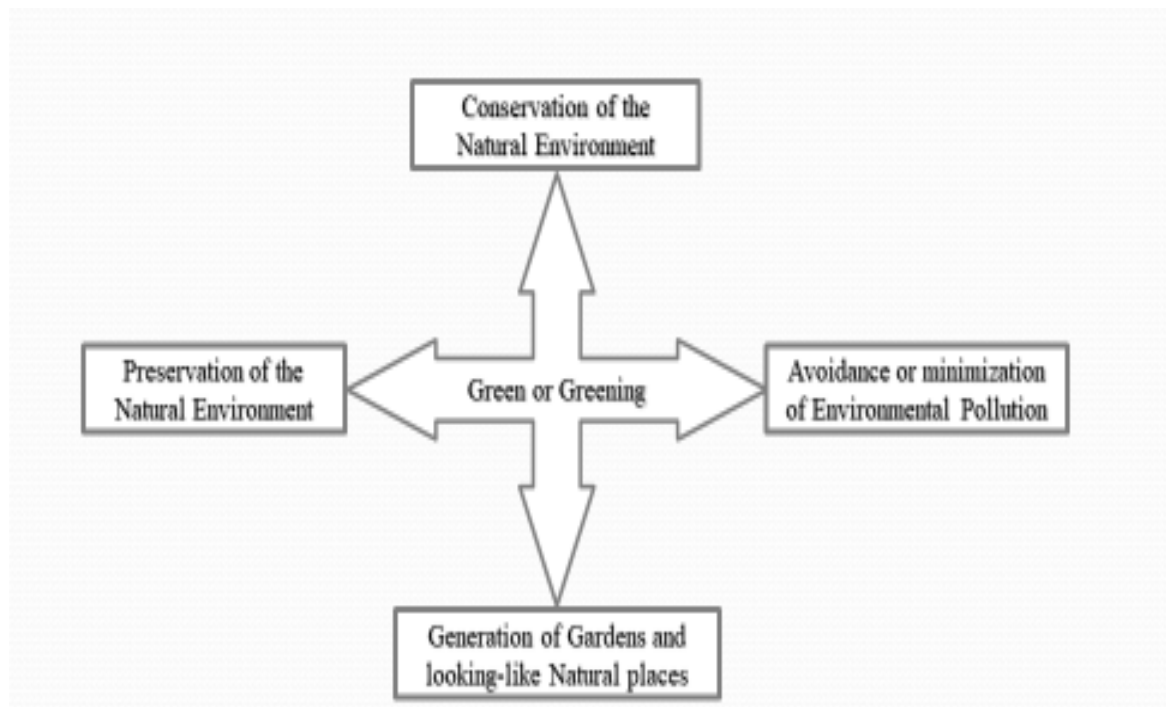 Conservation of the
Natural Environment
Preservation of the
Natural Environment
Green or Greening
Avoidance or minimization
of Environmental Pollution
Generation of Gardens and
looking-like Natural places